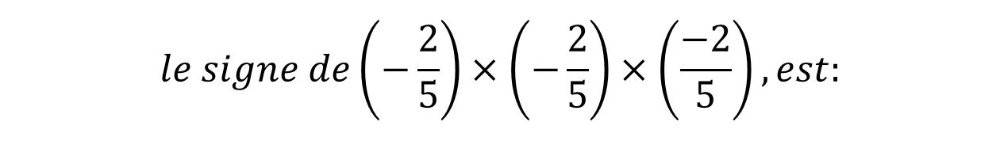 le signe de (−2/5) × (−2/5) × (−2/5) , est: